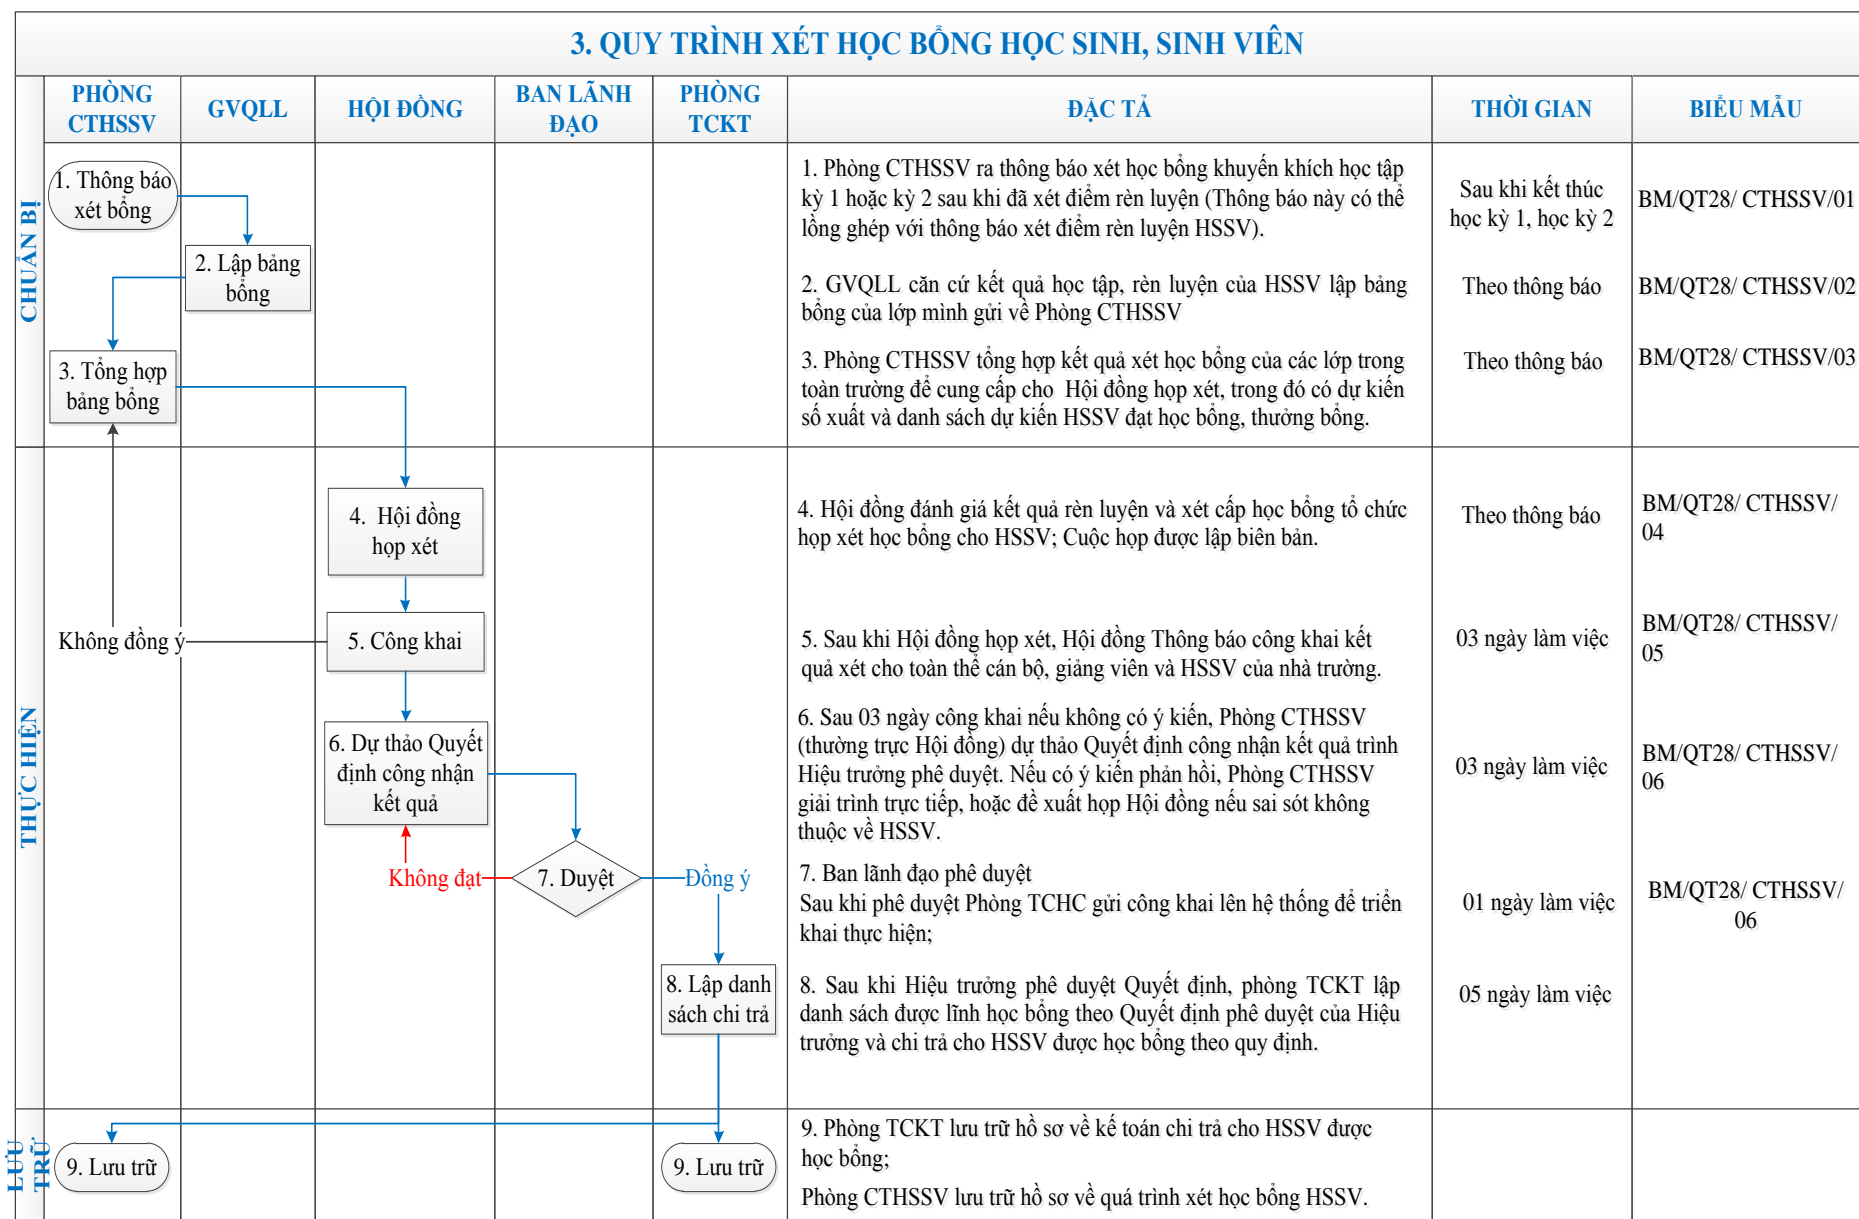 3. QUY TRÌNH XÉT HỌC BỔNG HỌC SINH, SINH VIÊN
PHÒNG
CTHSSV
GVQLL
HỘI ĐỒNG
BAN LÃNH
ĐẠO
PHÒNG
TCKT
ĐẶC TẢ
THỜI GIAN
BIỂU MẪU
CHUẨN BỊ
1. Thông báo
xét bổng
2. Lập bảng
bổng
3. Tổng hợp
bảng bổng
1. Phòng CTHSSV ra thông báo xét học bổng khuyến khích học tập
kỳ 1 hoặc kỳ 2 sau khi đã xét điểm rèn luyện (Thông báo này có thể
lồng ghép với thông báo xét điểm rèn luyện HSSV).
Sau khi kết thúc
học kỳ 1, học kỳ 2
BM/QT28/ CTHSSV/01
2. GVQLL căn cứ kết quả học tập, rèn luyện của HSSV lập bảng
bổng của lớp mình gửi về Phòng CTHSSV
Theo thông báo
BM/QT28/ CTHSSV/02
3. Phòng CTHSSV tổng hợp kết quả xét học bổng của các lớp trong
toàn trường để cung cấp cho Hội đồng họp xét, trong đó có dự kiến
số xuất và danh sách dự kiến HSSV đạt học bổng, thưởng bổng.
Theo thông báo
BM/QT28/ CTHSSV/03
THỰC HIỆN
4. Hội đồng
họp xét
4. Hội đồng đánh giá kết quả rèn luyện và xét cấp học bổng tổ chức
họp xét học bổng cho HSSV; Cuộc họp được lập biên bản.
Theo thông báo
BM/QT28/ CTHSSV/
04
Không đồng ý
5. Công khai
5. Sau khi Hội đồng họp xét, Hội đồng Thông báo công khai kết
quả xét cho toàn thể cán bộ, giảng viên và HSSV của nhà trường.
03 ngày làm việc
BM/QT28/ CTHSSV/
05
6. Dự thảo Quyết
định công nhận
kết quả
6. Sau 03 ngày công khai nếu không có ý kiến, Phòng CTHSSV
(thường trực Hội đồng) dự thảo Quyết định công nhận kết quả trình
Hiệu trưởng phê duyệt. Nếu có ý kiến phản hồi, Phòng CTHSSV
giải trình trực tiếp, hoặc đề xuất họp Hội đồng nếu sai sót không
thuộc về HSSV.
03 ngày làm việc
BM/QT28/ CTHSSV/
06
Không đạt
7. Duyệt
Đồng ý
7. Ban lãnh đạo phê duyệt
Sau khi phê duyệt Phòng TCHC gửi công khai lên hệ thống để triển
khai thực hiện;
01 ngày làm việc
BM/QT28/ CTHSSV/
06
8. Lập danh
sách chi trả
8. Sau khi Hiệu trưởng phê duyệt Quyết định, phòng TCKT lập
danh sách được lĩnh học bổng theo Quyết định phê duyệt của Hiệu
trưởng và chi trả cho HSSV được học bổng theo quy định.
05 ngày làm việc
LƯU
TRỮ
9. Lưu trữ
9. Lưu trữ
9. Phòng TCKT lưu trữ hồ sơ về kế toán chi trả cho HSSV được
học bổng;
Phòng CTHSSV lưu trữ hồ sơ về quá trình xét học bổng HSSV.